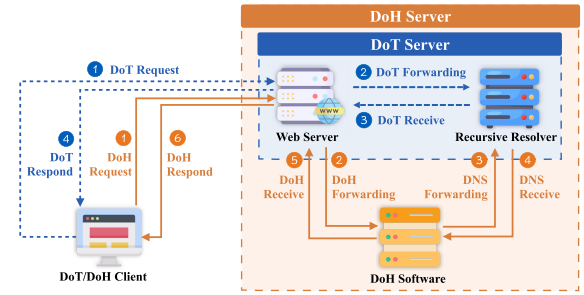 DoH Server
DoT Server
1 DoT Request
2 DoT Forwarding
3 DoT Receive
WWW
Web Server
Recursive Resolver
4
DoT
Respond
1
DoH
Request
6
DoH
Respond
5
DoH
Receive
2
DoH
Forwarding
3
DNS
Forwarding
4
DNS
Receive
DoT/DoH Client
DoH Software